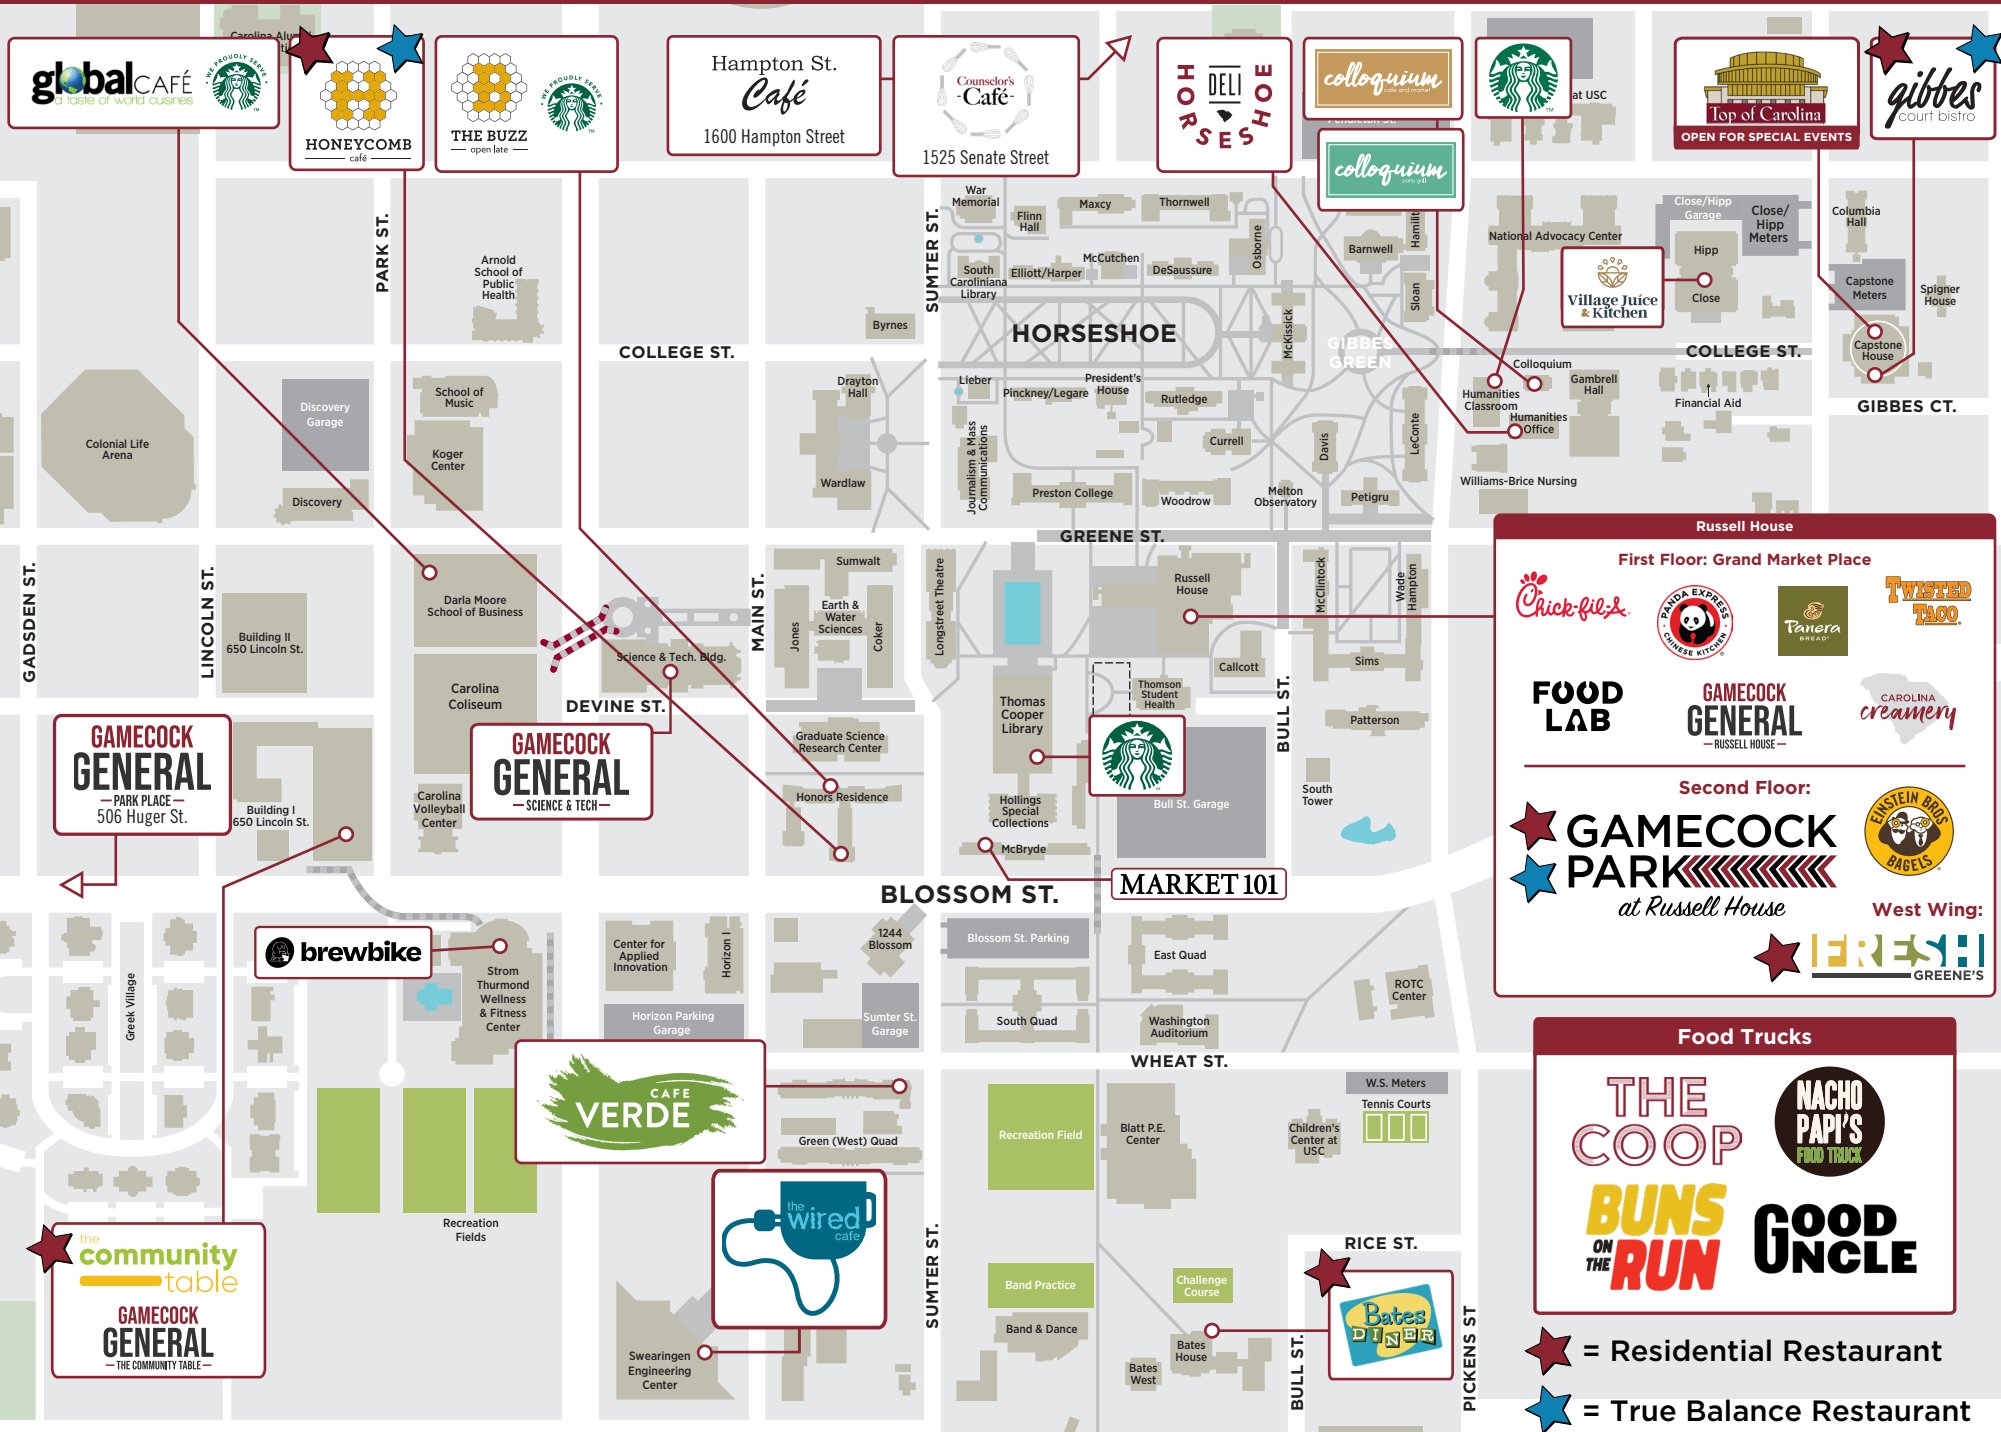 globalCAFÉ
a taste of world cuisines
WE PROUDLY SERVE
HONEYCOMB
café
THE BUZZ
open late
WE PROUDLY SERVE
Hampton St.
Café
1600 Hampton Street
Counselor's
-Café-
1525 Senate Street
HORSESHOE
DELI
colloquium
cafe and market
colloquium
patio grill
at USC
Pendleton St.
Top of Carolina
OPEN FOR SPECIAL EVENTS
gibbes
court bistro
PARK ST.
SUMTER ST.
War
Memorial
Flinn
Hall
Maxcy
Thornwell
Osborne
Barnwell
National Advocacy Center
Close/Hipp
Garage
Close/
Hipp
Meters
Columbia
Hall
Arnold
School of
Public
Health
South
Caroliniana
Library
Elliott/Harper
McCutchen
DeSaussure
Sloan
Hipp
Close
Village Juice
& Kitchen
Capstone
Meters
Spigner
House
Byrnes
HORSESHOE
McKissick
GIBBES
GREEN
COLLEGE ST.
COLLEGE ST.
Capstone
House
Colonial Life
Arena
Discovery
Garage
School of
Music
Koger
Center
Discovery
Drayton
Hall
Wardlaw
Lieber
Pinckney/Legare
President's
House
Rutledge
Currell
Davis
LeConte
Colloquium
Humanities
Classroom
Gambrell
Hall
Humanities
Office
Financial Aid
GIBBES CT.
Journalism & Mass
Communications
Preston College
Woodrow
Melton
Observatory
Petigru
Williams-Brice Nursing
GREENE ST.
GADSDEN ST.
LINCOLN ST.
MAIN ST.
Building II
650 Lincoln St.
Darla Moore
School of Business
Science & Tech. Bldg.
Sumwalt
Jones
Earth &
Water
Sciences
Coker
Longstreet Theatre
Russell
House
McClintock
Wade
Hampton
Callcott
Sims
Carolina
Coliseum
DEVINE ST.
Thomas
Cooper
Library
Thomson
Student
Health
BULL ST.
Patterson
GAMECOCK
GENERAL
PARK PLACE
506 Huger St.
Building I
650 Lincoln St.
Carolina
Volleyball
Center
GAMECOCK
GENERAL
SCIENCE & TECH
Graduate Science
Research Center
Honors Residence
Hollings
Special
Collections
McBryde
Bull St. Garage
South
Tower
MARKET 101
BLOSSOM ST.
Russell House
First Floor: Grand Market Place
Chick-fil-A
PANDA EXPRESS
CHINESE KITCHEN
Panera
BREAD
TWISTED
TACO
FOOD
LAB
GAMECOCK
GENERAL
RUSSELL HOUSE
CAROLINA
creamery
Second Floor:
GAMECOCK
PARK
at Russell House
EINSTEIN BROS
BAGELS
West Wing:
FRESH
GREENE'S
brewbike
Greek Village
Strom
Thurmond
Wellness
& Fitness
Center
Center for
Applied
Innovation
Horizon I
1244
Blossom
Blossom St. Parking
East Quad
Horizon Parking
Garage
Sumter St.
Garage
South Quad
Washington
Auditorium
ROTC
Center
WHEAT ST.
CAFE
VERDE
Green (West) Quad
Recreation Field
Blatt P.E.
Center
Children's
Center at
USC
W.S. Meters
Tennis Courts
Food Trucks
THE
COOP
NACHO
PAPI'S
FOOD TRUCK
BUNS
ON
THE
RUN
GOOD
UNCLE
Recreation
Fields
the
community
table
GAMECOCK
GENERAL
THE COMMUNITY TABLE
the
wired
cafe
SUMTER ST.
Swearingen
Engineering
Center
Band Practice
Band & Dance
Challenge
Course
Bates
House
Bates
West
RICE ST.
Bates
DINER
BULL ST.
PICKENS ST
= Residential Restaurant
= True Balance Restaurant